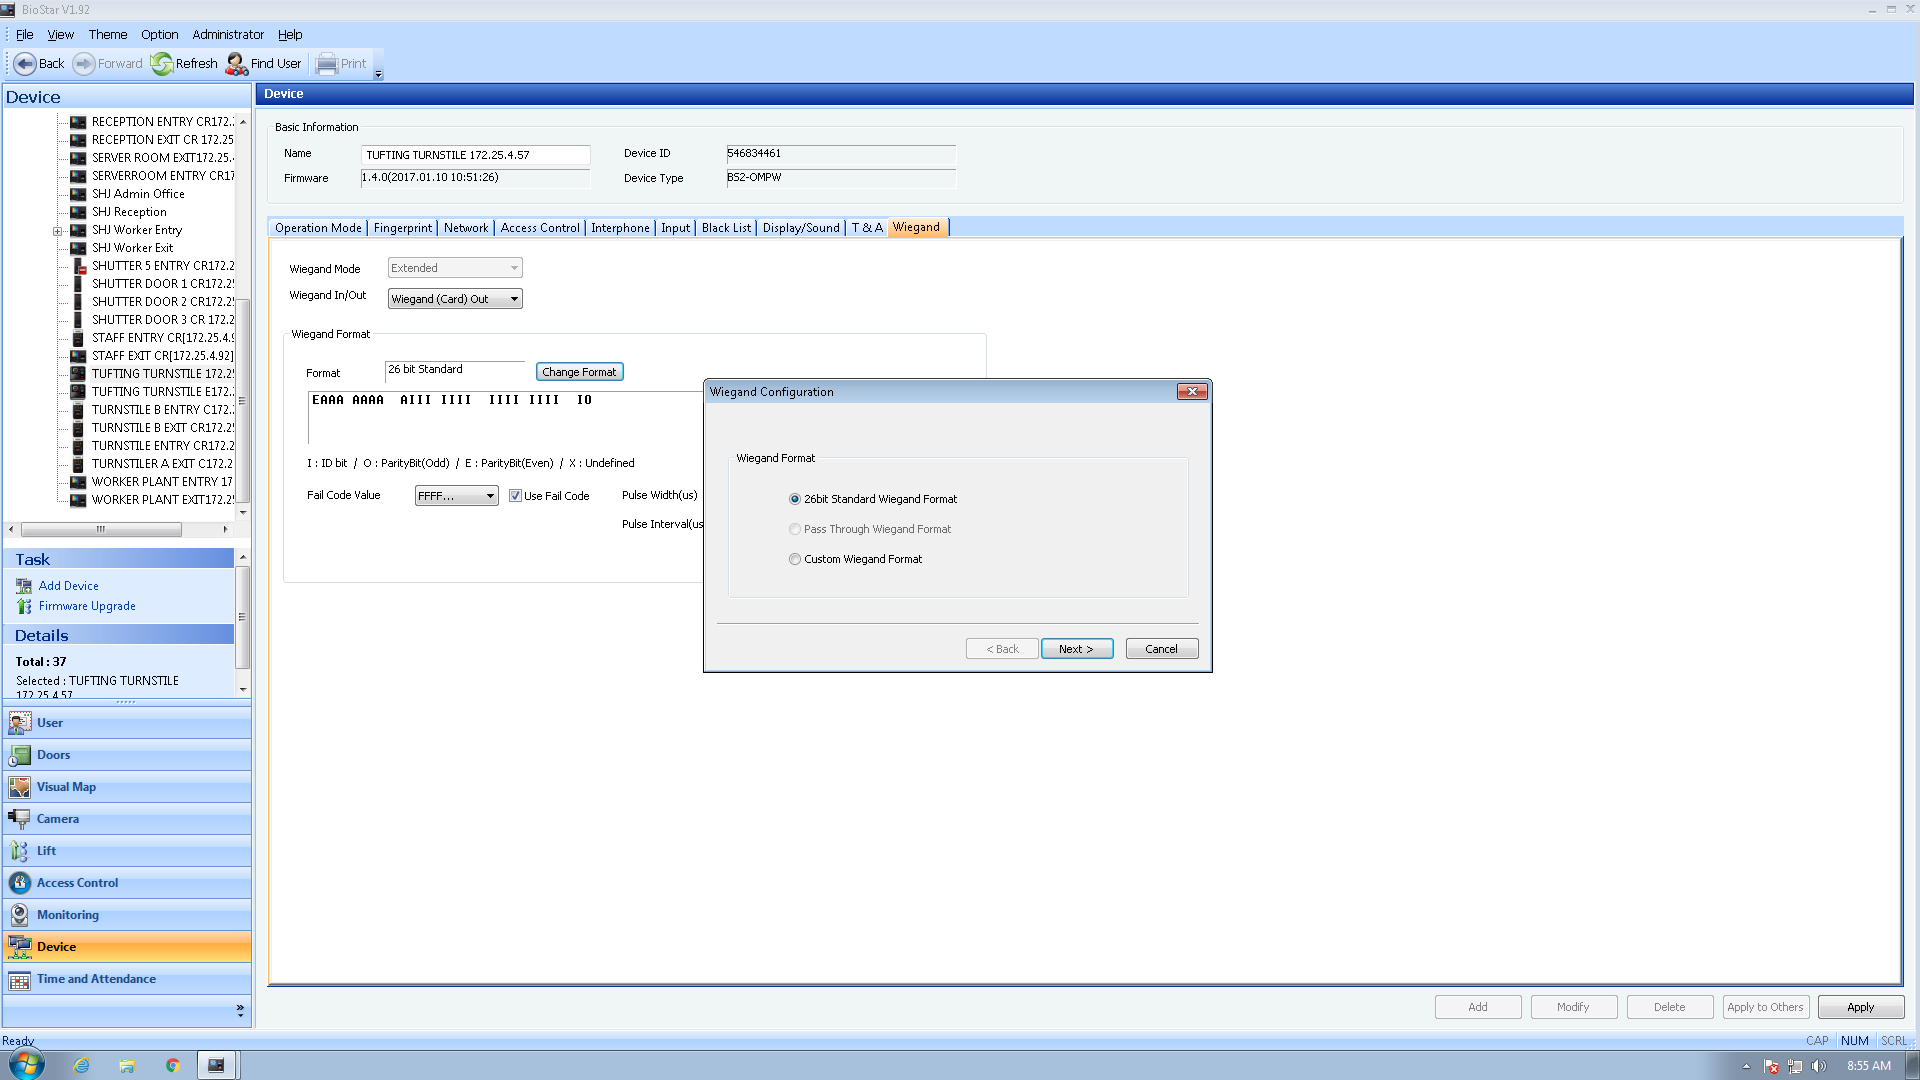 BioStar V1.92
File View Theme Option Administrator Help
Back Forward Refresh Find User Print
Device
RECEPTION ENTRY CR172.
RECEPTION EXIT CR 172.25
SERVER ROOM EXIT172.25.
SERVERROOM ENTRY CR17
SHJ Admin Office
SHJ Reception
SHJ Worker Entry
SHJ Worker Exit
SHUTTER 5 ENTRY CR172.2
SHUTTER DOOR 1 CR172.25
SHUTTER DOOR 2 CR172.25
SHUTTER DOOR 3 CR 172.2
STAFF ENTRY CR[172.25.4.9
STAFF EXIT CR[172.25.4.92]
TUFTING TURNSTILE 172.25
TUFTING TURNSTILE E172.
TURNSTILE B ENTRY C172.2
TURNSTILE B EXIT CR172.25
TURNSTILE ENTRY CR172.25
TURNSTILER A EXIT C172.2
WORKER PLANT ENTRY 17
WORKER PLANT EXIT172.25
Task
Add Device
Firmware Upgrade
Details
Total : 37
Selected : TUFTING TURNSTILE
172.25.4.57
User
Doors
Visual Map
Camera
Lift
Access Control
Monitoring
Device
Time and Attendance
Device
Basic Information
Name TUFTING TURNSTILE 172.25.4.57 Device ID 546834461
Firmware 1.4.0(2017.01.10 10:51:26) Device Type BS2-OMPW
Operation Mode Fingerprint Network Access Control Interphone Input Black List Display/Sound T & A Wiegand
Wiegand Mode Extended
Wiegand In/Out Wiegand (Card) Out
Wiegand Format
Format 26 bit Standard Change Format
EAAA AAAA AIII IIII IIII IIII IO
I : ID bit / O : ParityBit(Odd) / E : ParityBit(Even) / X : Undefined
Fail Code Value FFFF... Use Fail Code Pulse Width(us)
Pulse Interval(us
Wiegand Configuration
Wiegand Format
26bit Standard Wiegand Format
Pass Through Wiegand Format
Custom Wiegand Format
< Back Next > Cancel
Add Modify Delete Apply to Others Apply
Ready CAP NUM SCRL
8:55 AM